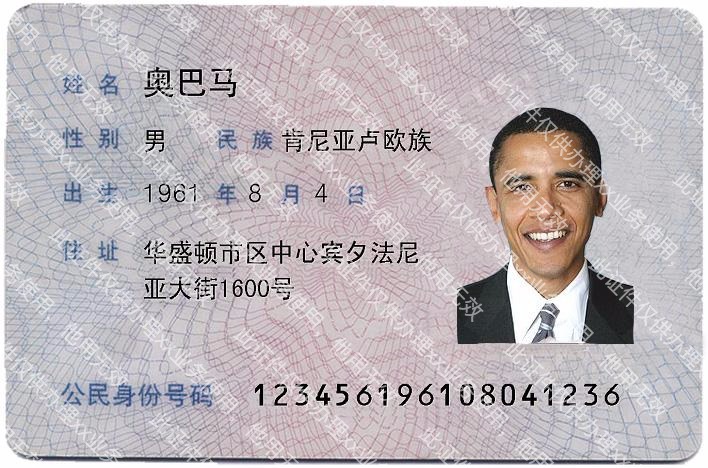 姓名 奥巴马
性别 男 民族 肯尼亚卢欧族
出生 1961 年 8 月 4 日
住址 华盛顿市区中心宾夕法尼
亚大街1600号
公民身份号码 123456196108041236
此证件仅供办理XX业务使用，他用无效